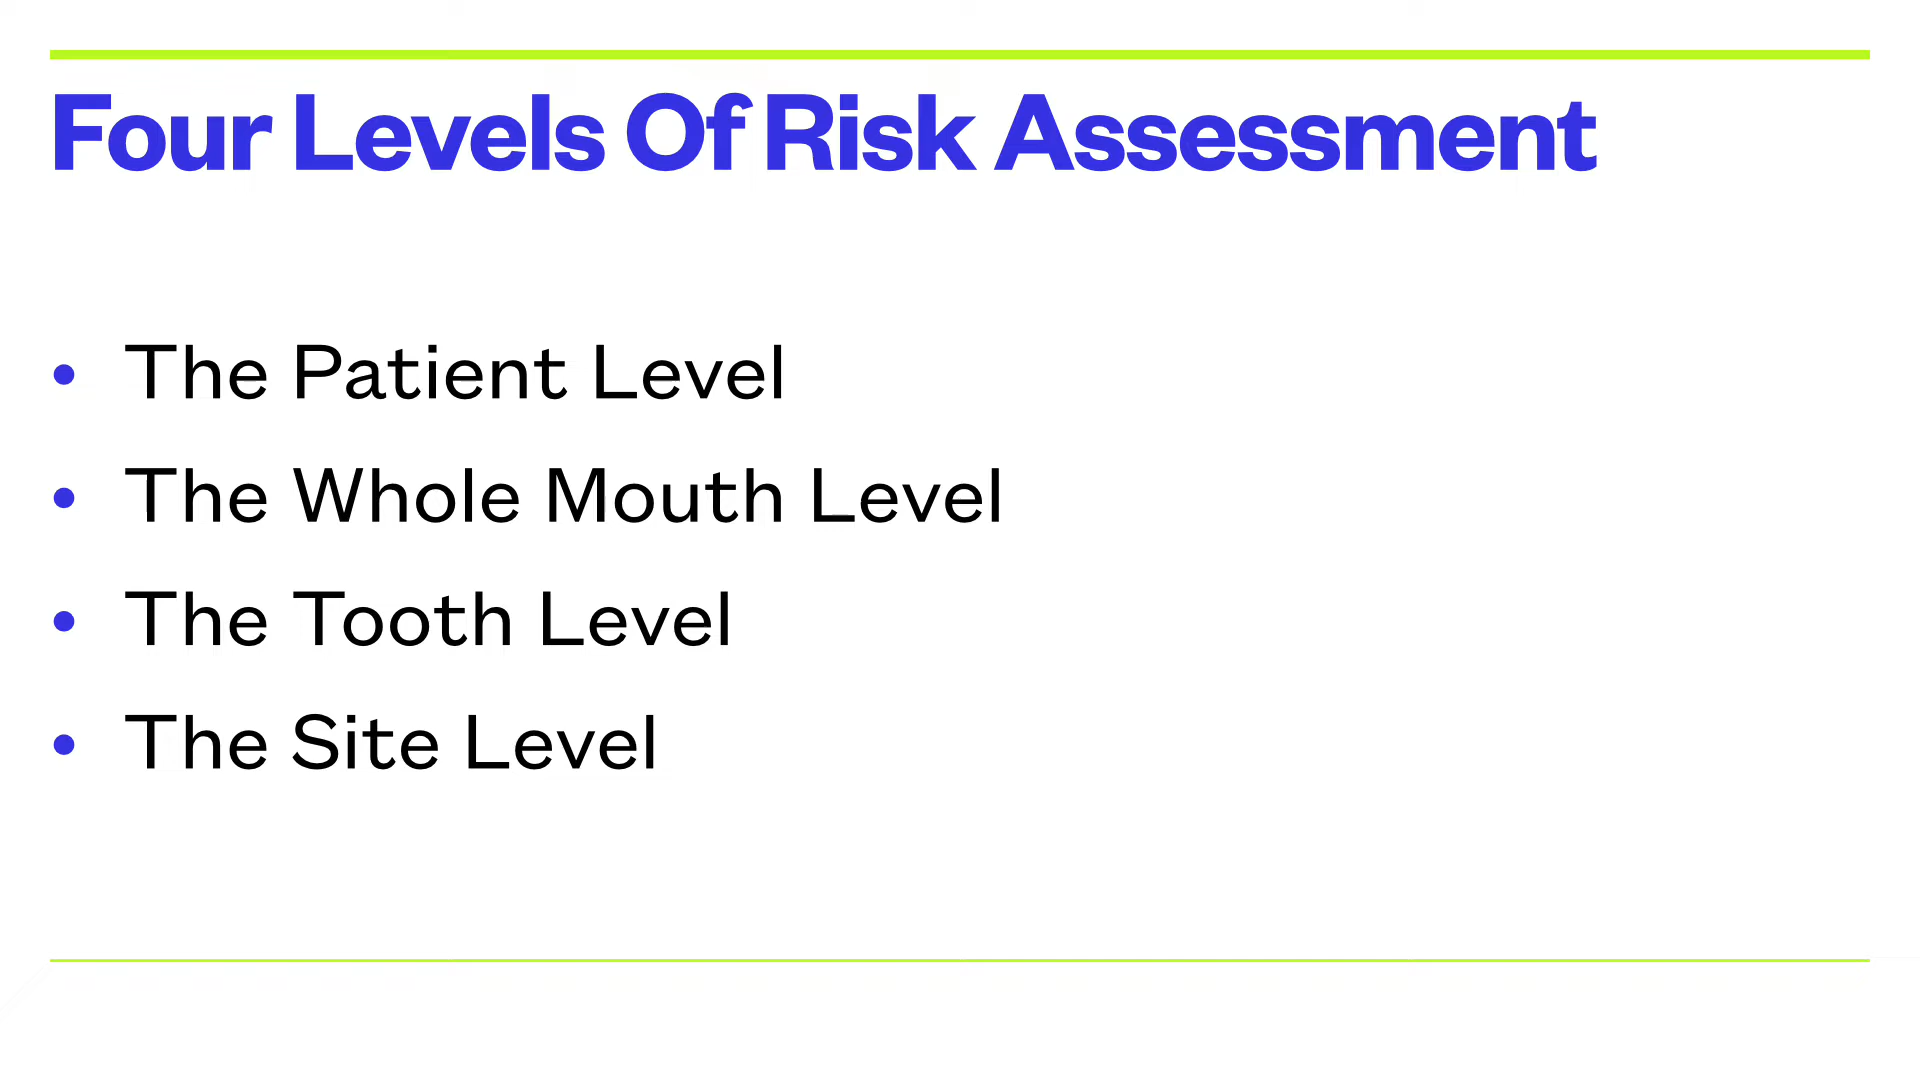 Four Levels Of Risk Assessment
• The Patient Level
• The Whole Mouth Level
• The Tooth Level
• The Site Level